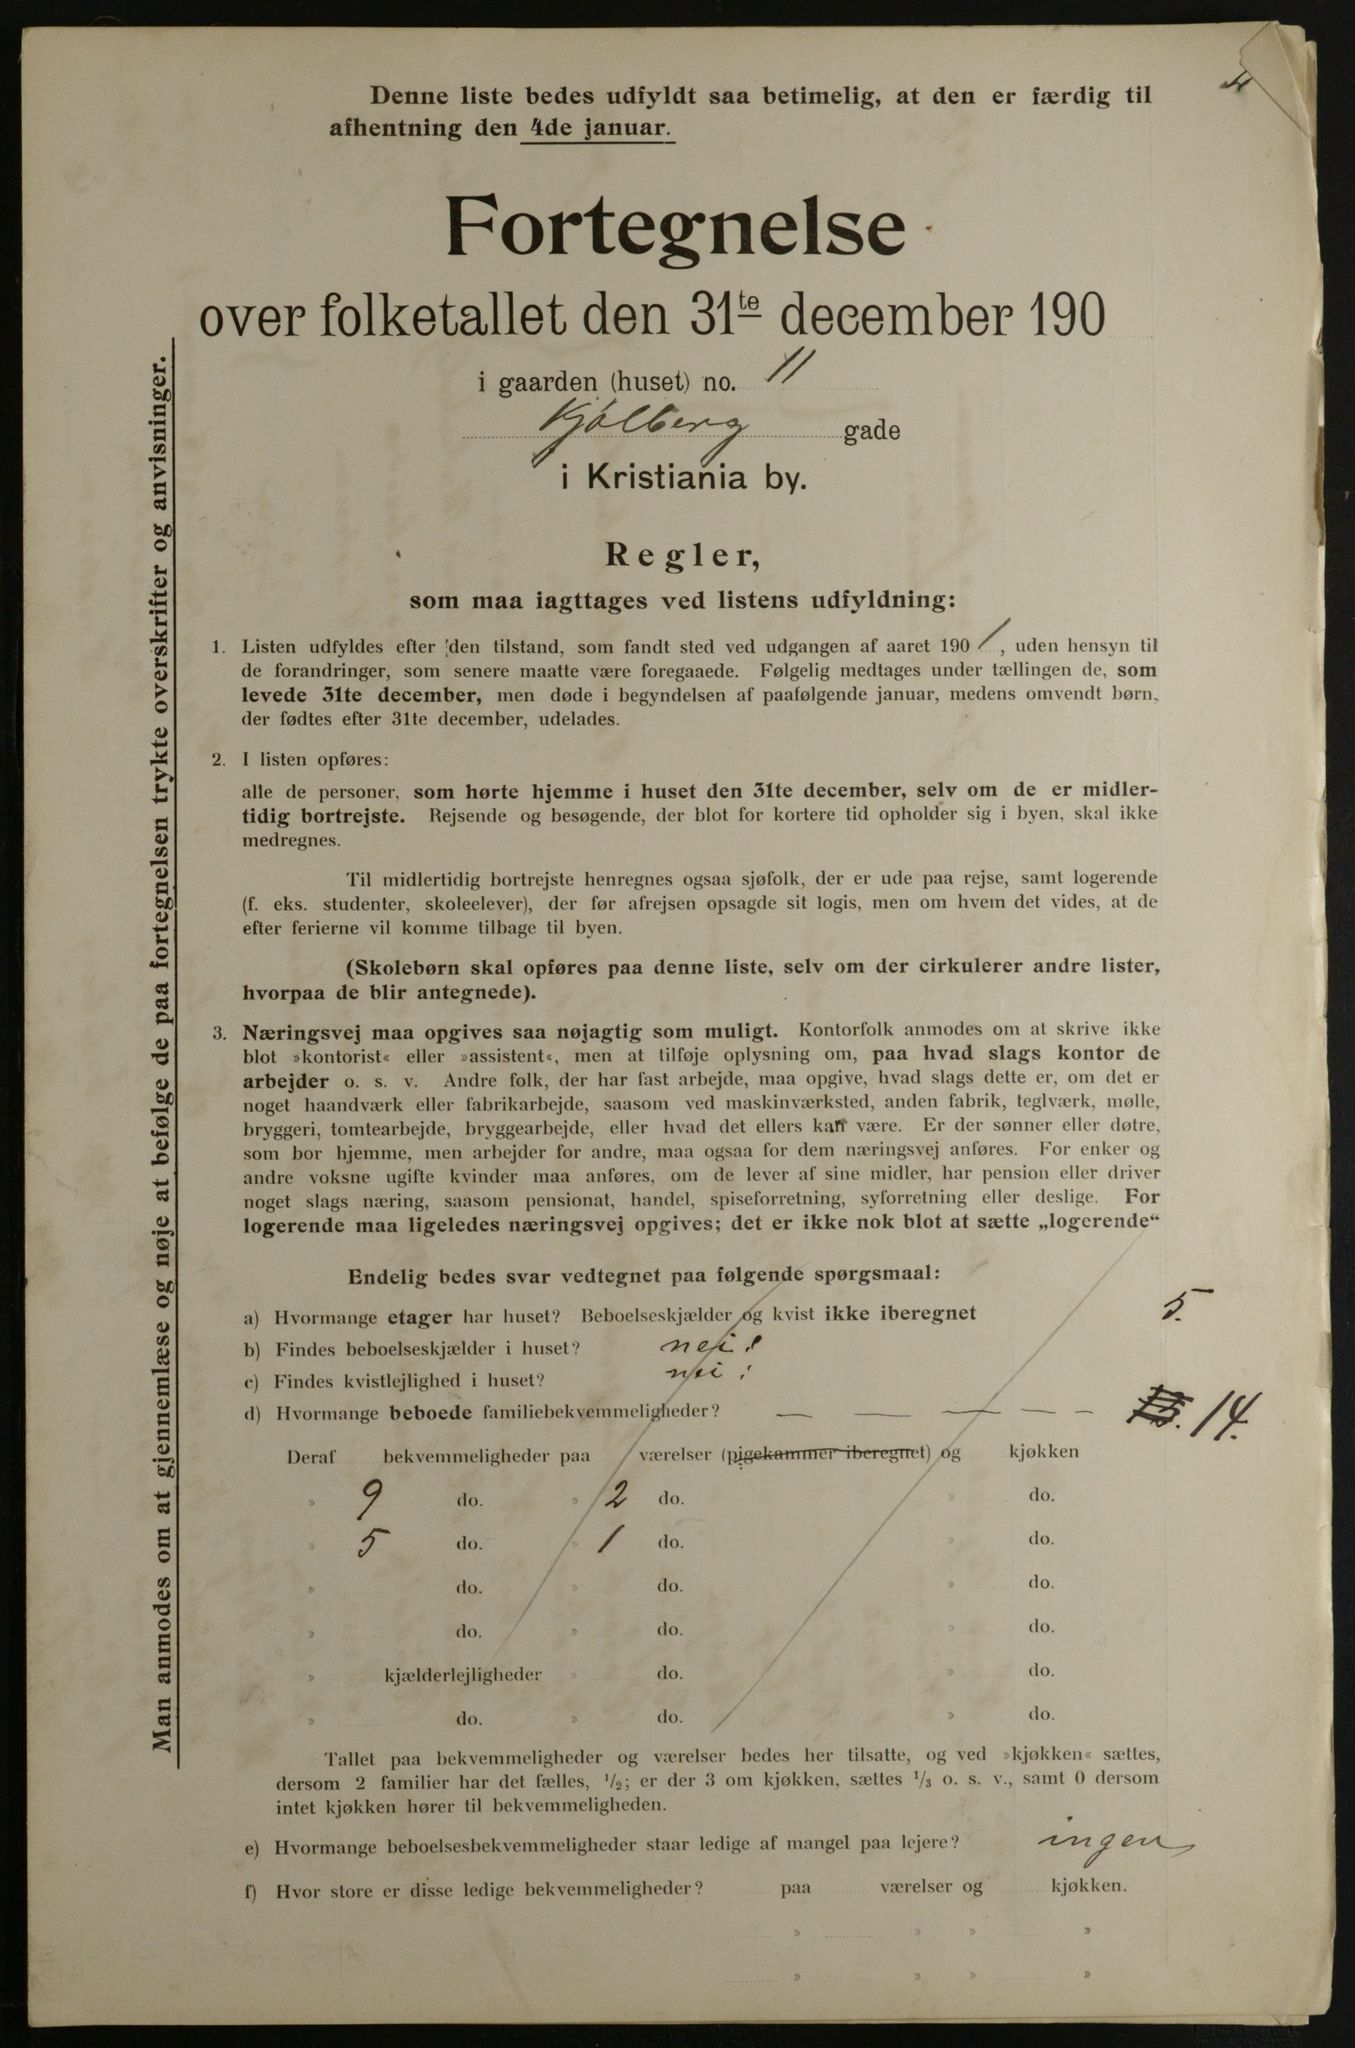 Denne liste bedes udfyldt saa betimelig, at den er færdig til
afhentning den 4de januar.
Fortegnelse
over folketallet den 31te december 190
i gaarden (huset) no. 11
Kjølberg gade
i Kristiania by.
Regler,
som maa iagttages ved listens udfyldning:
1. Listen udfyldes efter den tilstand, som fandt sted ved udgangen af aaret 190 1, uden hensyn til
de forandringer, som senere maatte være foregaaede. Følgelig medtages under tællingen de, som
levede 31te december, men døde i begyndelsen af paafølgende januar, medens omvendt børn,
der fødtes efter 31te december, udelades.
2. I listen opføres:
alle de personer, som hørte hjemme i huset den 31te december, selv om de er midler-
tidig bortrejste. Rejsende og besøgende, der blot for kortere tid opholder sig i byen, skal ikke
medregnes.
Til midlertidig bortrejste henregnes ogsaa sjøfolk, der er ude paa rejse, samt logerende
(f. eks. studenter, skoleelever), der før afrejsen opsagde sit logis, men om hvem det vides, at de
efter ferierne vil komme tilbage til byen.
(Skolebørn skal opføres paa denne liste, selv om der cirkulerer andre lister,
hvorpaa de blir antegnede).
3. Næringsvej maa opgives saa nøjagtig som muligt. Kontorfolk anmodes om at skrive ikke
blot »kontorist« eller »assistent«, men at tilføje oplysning om, paa hvad slags kontor de
arbejder o. s. v. Andre folk, der har fast arbejde, maa opgive, hvad slags dette er, om det er
noget haandværk eller fabrikarbejde, saasom ved maskinværksted, anden fabrik, teglværk, mølle,
bryggeri, tomtearbejde, bryggearbejde, eller hvad det ellers kan være. Er der sønner eller døtre,
som bor hjemme, men arbejder for andre, maa ogsaa for dem næringsvej anføres. For enker og
andre voksne ugifte kvinder maa anføres, om de lever af sine midler, har pension eller driver
noget slags næring, saasom pensionat, handel, spiseforretning, syforretning eller deslige. For
logerende maa ligeledes næringsvej opgives; det er ikke nok blot at sætte „logerende“
Endelig bedes svar vedtegnet paa følgende spørgsmaal:
a) Hvormange etager har huset? Beboelseskjælder og kvist ikke iberegnet 5.
b) Findes beboelseskjælder i huset? nei!
c) Findes kvistlejlighed i huset? nei!
d) Hvormange beboede familiebekvemmeligheder? — — — — — 14.
Deraf bekvemmeligheder paa værelser (pigekammer iberegnet) og kjøkken
» 9 do. » 2 do. » do.
» 5 do. » 1 do. » do.
» do. » do. » do.
» do. » do. » do.
» kjælderlejligheder » do. » do.
» do. » do. » do.
Tallet paa bekvemmeligheder og værelser bedes her tilsatte, og ved »kjøkken« sættes,
dersom 2 familier har det fælles, 1/2; er der 3 om kjøkken, sættes 1/3 o. s. v., samt 0 dersom
intet kjøkken hører til bekvemmeligheden.
e) Hvormange beboelsesbekvemmeligheder staar ledige af mangel paa lejere? ingen
f) Hvor store er disse ledige bekvemmeligheder? paa værelser og kjøkken.
» » » »
» » » »
Man anmodes om at gjennemlæse og nøje at befølge de paa fortegnelsen trykte overskrifter og anvisninger.